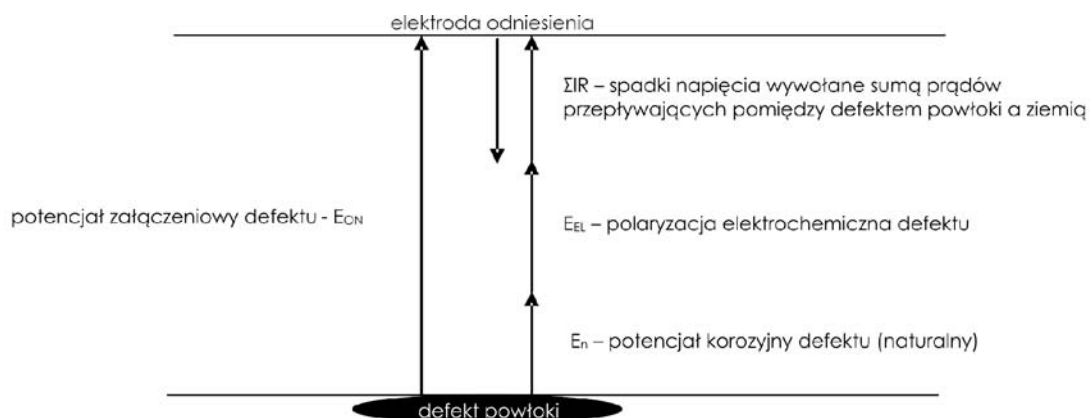 elektroda odniesienia
ΣIR – spadki napięcia wywołane sumą prądów
przepływających pomiędzy defektem powłoki a ziemią
potencjał załączeniowy defektu - EON
EEL – polaryzacja elektrochemiczna defektu
En – potencjał korozyjny defektu (naturalny)
defekt powłoki